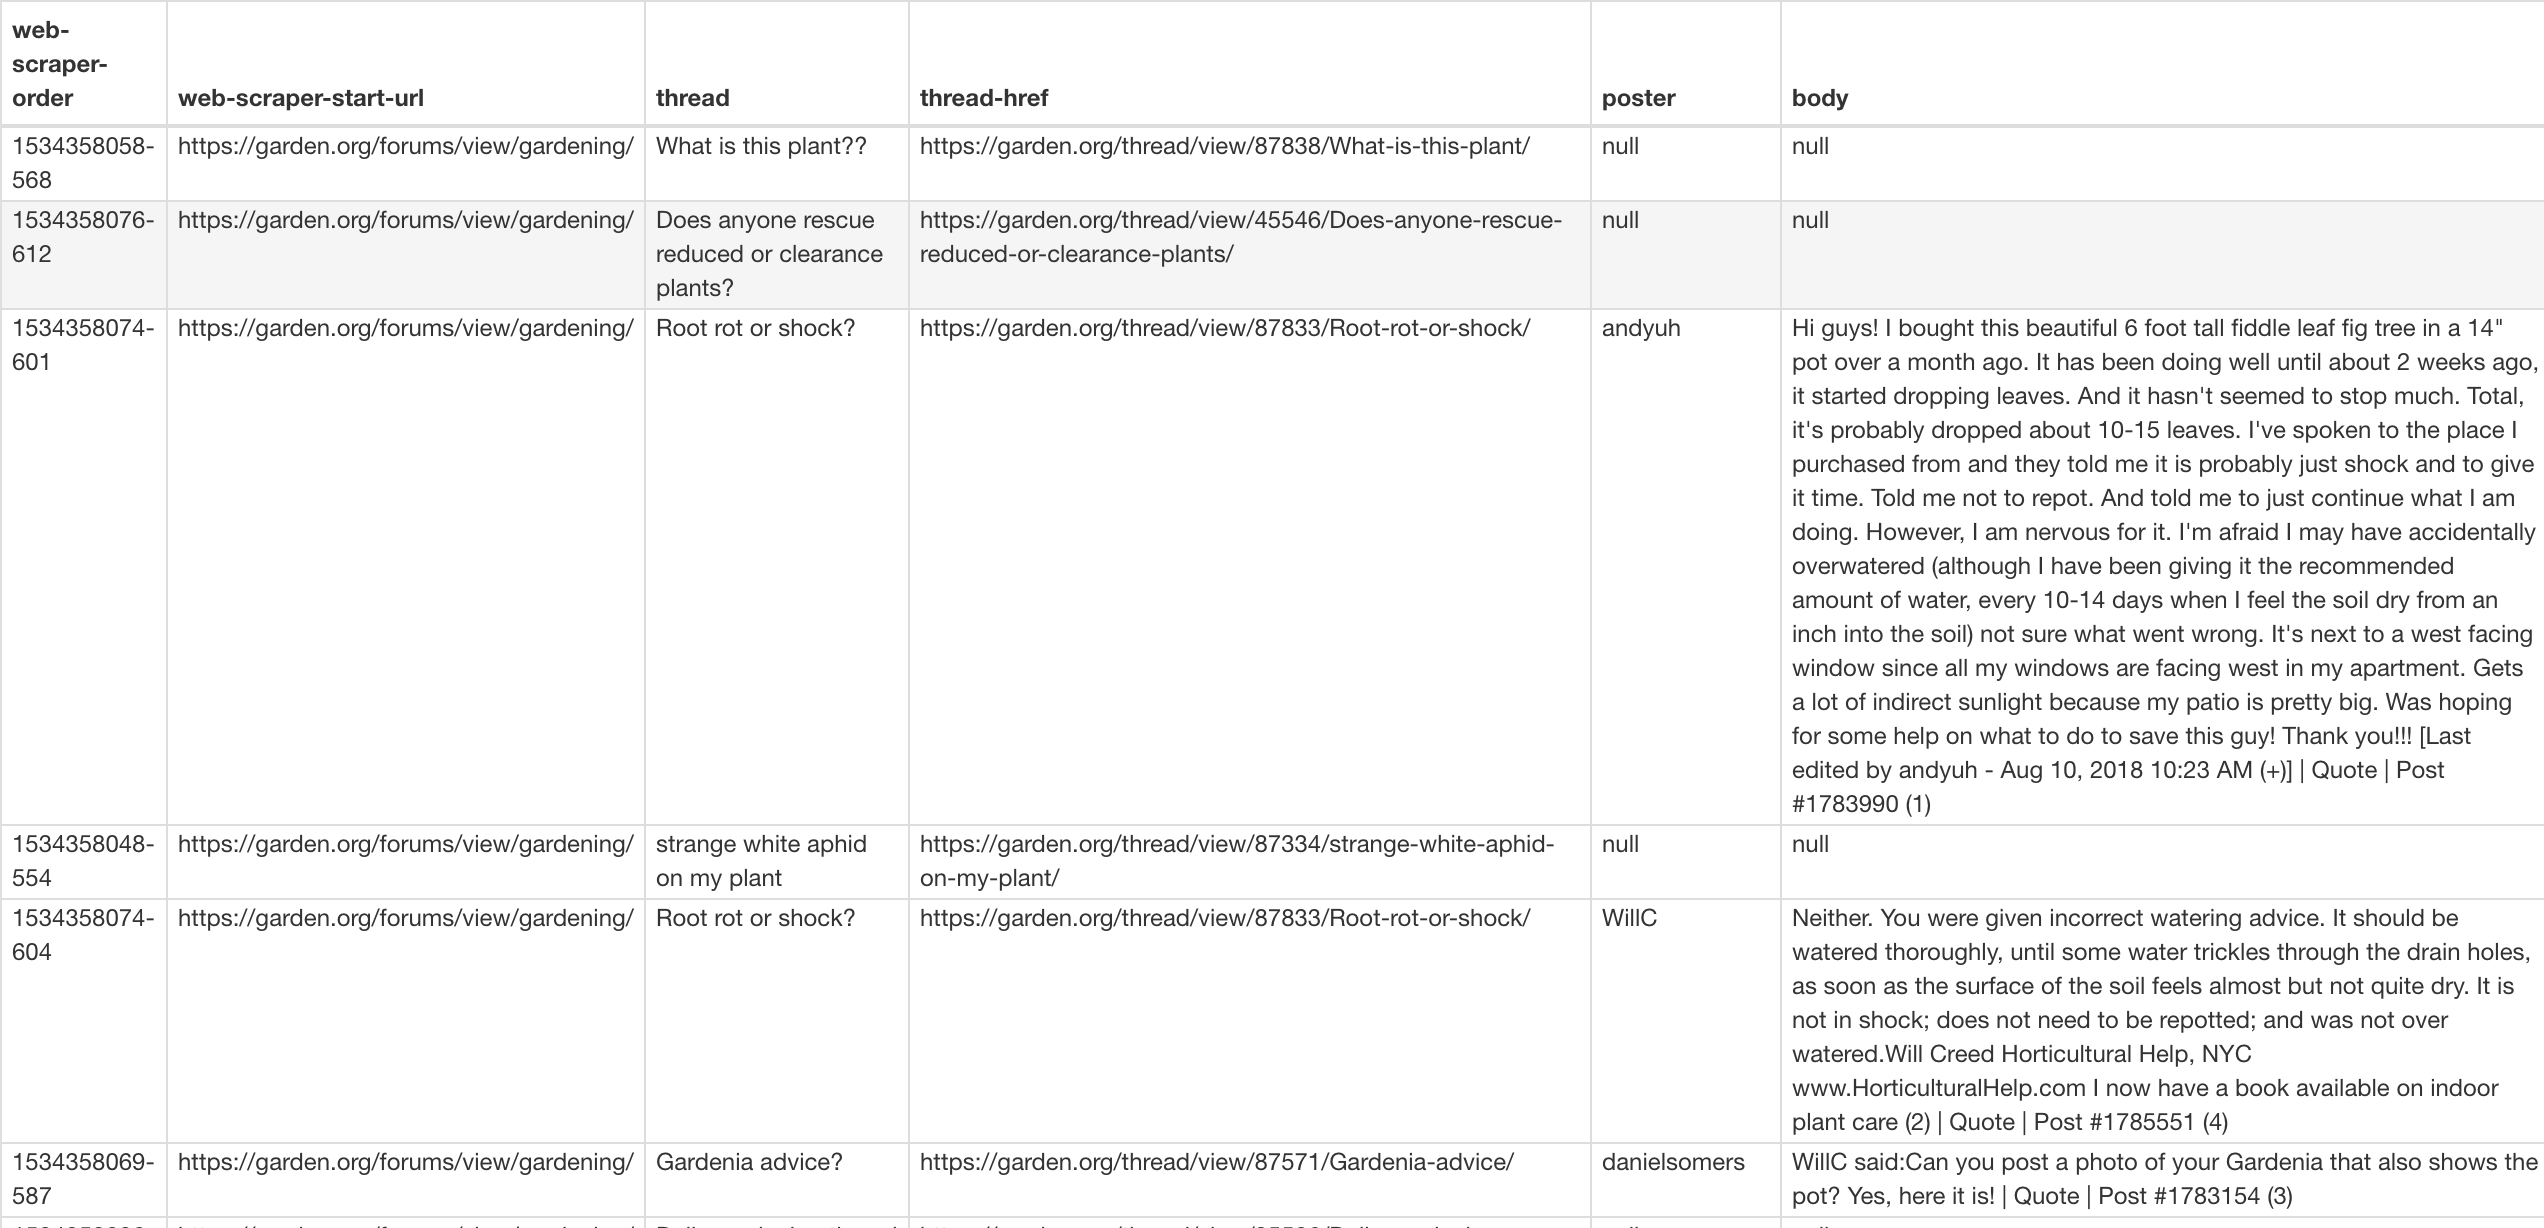 web-
scraper-
order
web-scraper-start-url
thread
thread-href
poster
body
1534358058-
568
https://garden.org/forums/view/gardening/
What is this plant??
https://garden.org/thread/view/87838/What-is-this-plant/
null
null
1534358076-
612
https://garden.org/forums/view/gardening/
Does anyone rescue
reduced or clearance
plants?
https://garden.org/thread/view/45546/Does-anyone-rescue-
reduced-or-clearance-plants/
null
null
1534358074-
601
https://garden.org/forums/view/gardening/
Root rot or shock?
https://garden.org/thread/view/87833/Root-rot-or-shock/
andyuh
Hi guys! I bought this beautiful 6 foot tall fiddle leaf fig tree in a 14"
pot over a month ago. It has been doing well until about 2 weeks ago,
it started dropping leaves. And it hasn't seemed to stop much. Total,
it's probably dropped about 10-15 leaves. I've spoken to the place I
purchased from and they told me it is probably just shock and to give
it time. Told me not to repot. And told me to just continue what I am
doing. However, I am nervous for it. I'm afraid I may have accidentally
overwatered (although I have been giving it the recommended
amount of water, every 10-14 days when I feel the soil dry from an
inch into the soil) not sure what went wrong. It's next to a west facing
window since all my windows are facing west in my apartment. Gets
a lot of indirect sunlight because my patio is pretty big. Was hoping
for some help on what to do to save this guy! Thank you!!! [Last
edited by andyuh - Aug 10, 2018 10:23 AM (+)] | Quote | Post
#1783990 (1)
1534358048-
554
https://garden.org/forums/view/gardening/
strange white aphid
on my plant
https://garden.org/thread/view/87334/strange-white-aphid-
on-my-plant/
null
null
1534358074-
604
https://garden.org/forums/view/gardening/
Root rot or shock?
https://garden.org/thread/view/87833/Root-rot-or-shock/
WillC
Neither. You were given incorrect watering advice. It should be
watered thoroughly, until some water trickles through the drain holes,
as soon as the surface of the soil feels almost but not quite dry. It is
not in shock; does not need to be repotted; and was not over
watered.Will Creed Horticultural Help, NYC
www.HorticulturalHelp.com I now have a book available on indoor
plant care (2) | Quote | Post #1785551 (4)
1534358069-
587
https://garden.org/forums/view/gardening/
Gardenia advice?
https://garden.org/thread/view/87571/Gardenia-advice/
danielsomers
WillC said:Can you post a photo of your Gardenia that also shows the
pot? Yes, here it is! | Quote | Post #1783154 (3)